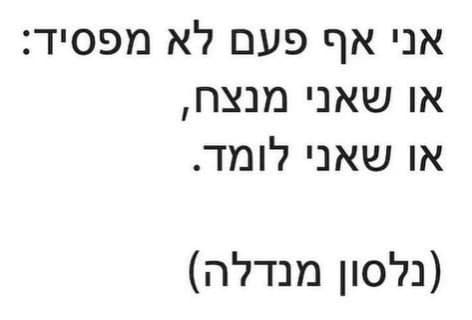 אני אף פעם לא מפסיד:
או שאני מנצח,
או שאני לומד.
(נלסון מנדלה)